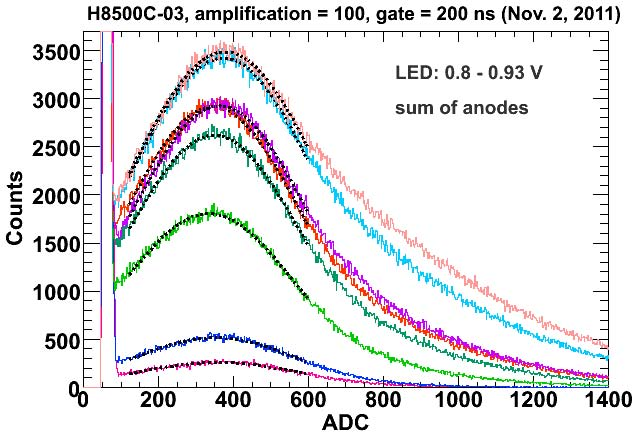 H8500C-03, amplification = 100, gate = 200 ns (Nov. 2, 2011)
LED: 0.8 - 0.93 V
sum of anodes
Counts
3500
3000
2500
2000
1500
1000
500
0
0 200 400 600 800 1000 1200 1400
ADC